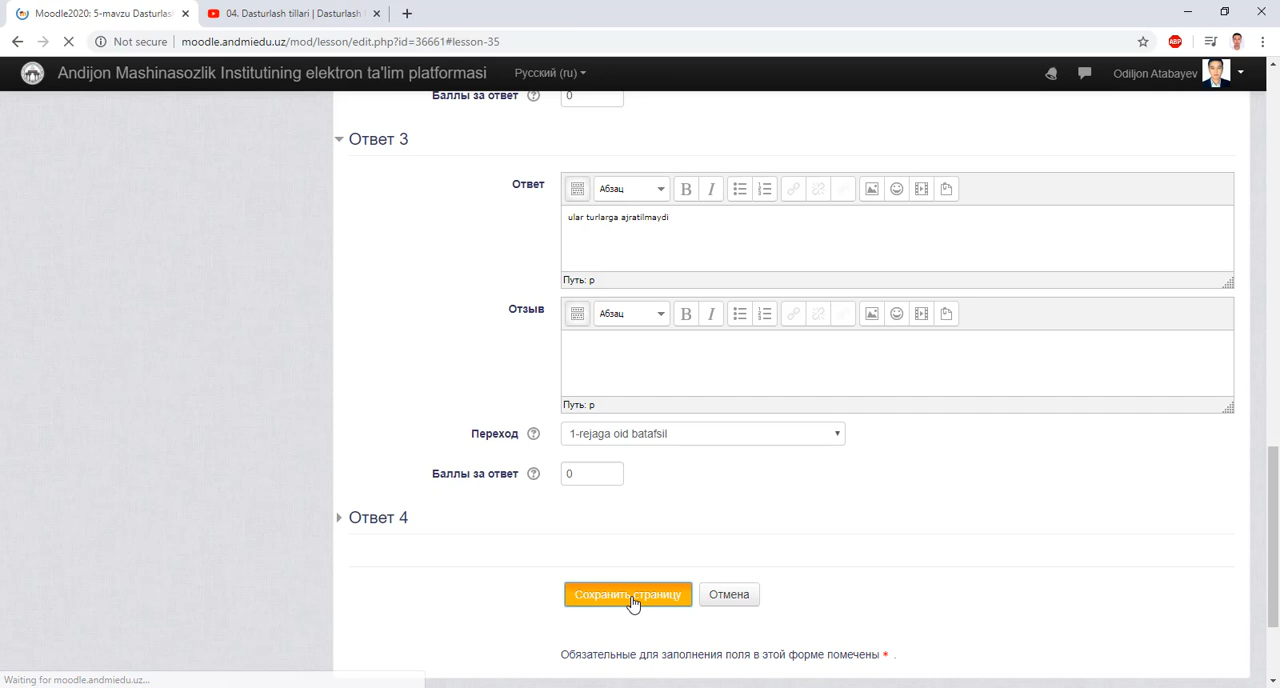 Moodle2020: 5-mavzu Dasturlas
04. Dasturlash tillari | Dasturlash
Not secure
moodle.andmiedu.uz/mod/lesson/edit.php?id=36661#lesson-35
ABP
Andijon Mashinasozlik Institutining elektron ta'lim platformasi
Русский (ru)
Odiljon Atabayev
Баллы за ответ
0
Ответ 3
Ответ
Абзац
B I
ular turlarga ajratilmaydi
Путь: p
Отзыв
Абзац
B I
Путь: p
Переход
1-rejaga oid batafsil
Баллы за ответ
0
Ответ 4
Сохранить страницу
Отмена
Обязательные для заполнения поля в этой форме помечены * .
Waiting for moodle.andmiedu.uz...